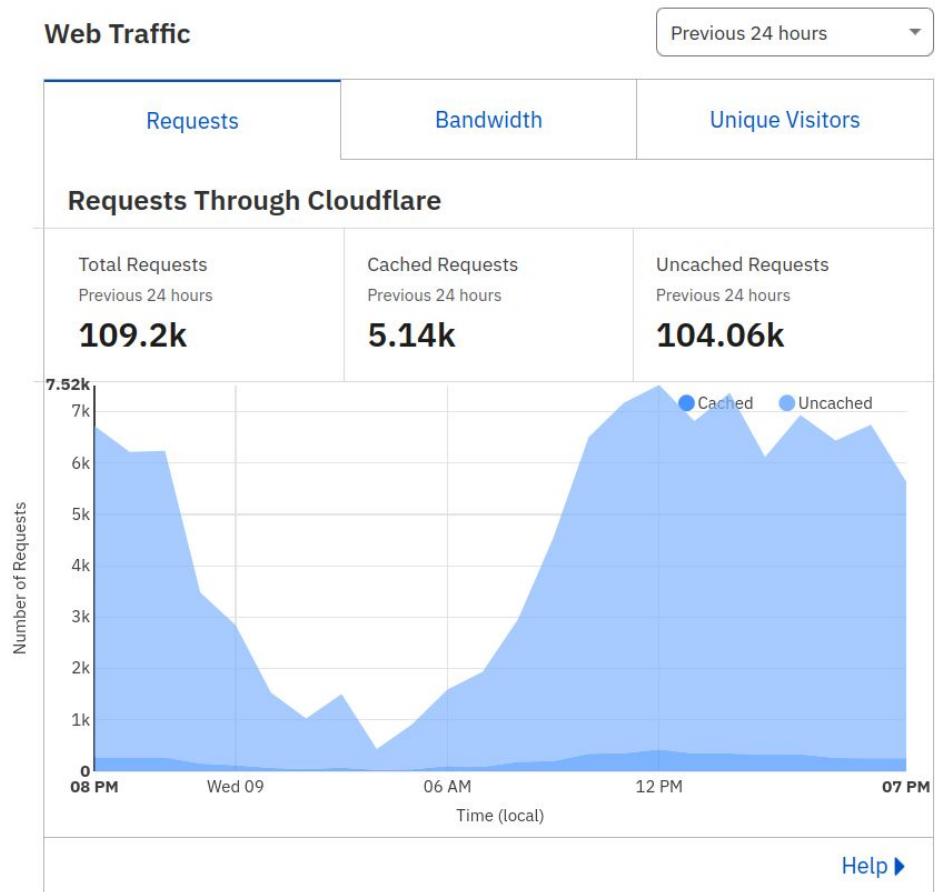 Web Traffic
Previous 24 hours
Requests
Bandwidth
Unique Visitors
Requests Through Cloudflare
Total Requests
Previous 24 hours
109.2k
Cached Requests
Previous 24 hours
5.14k
Uncached Requests
Previous 24 hours
104.06k
Cached
Uncached
7.52k
7k
6k
5k
4k
3k
2k
1k
0
Number of Requests
08 PM
Wed 09
06 AM
12 PM
07 PM
Time (local)
Help